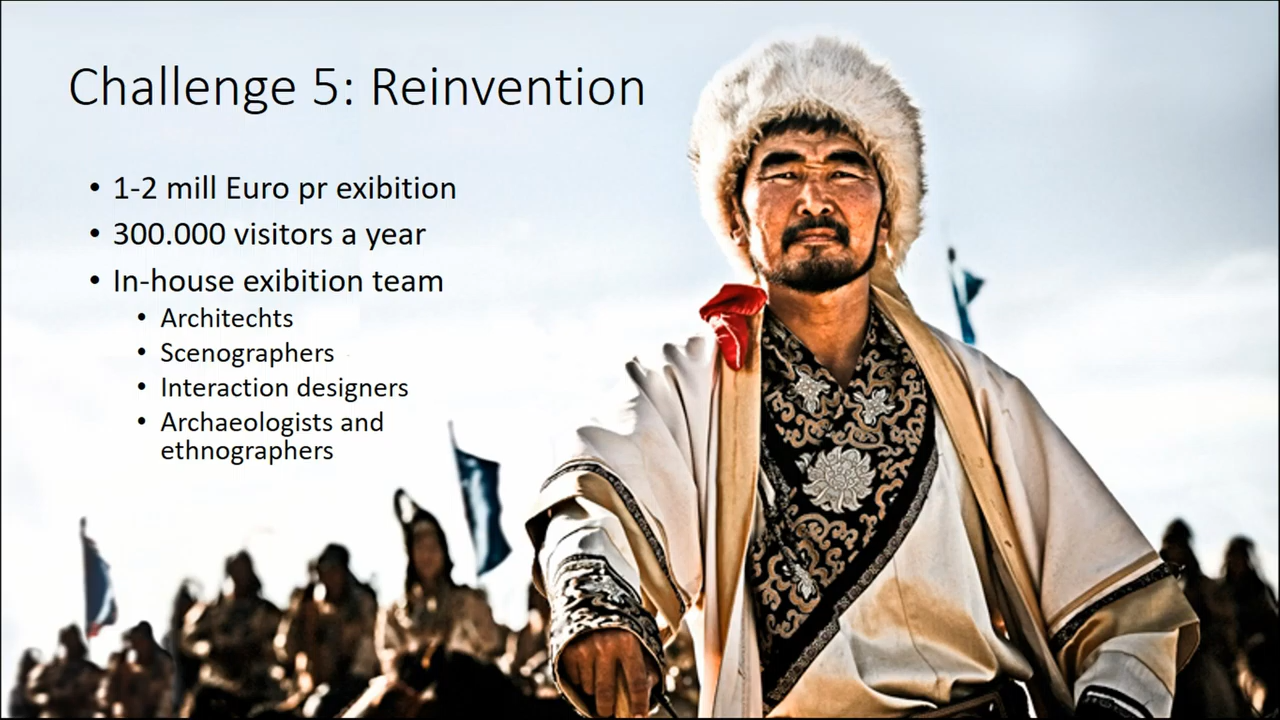 Challenge 5: Reinvention
• 1-2 mill Euro pr exibition
• 300.000 visitors a year
• In-house exibition team
• Architechts
• Scenographers
• Interaction designers
• Archaeologists and
ethnographers